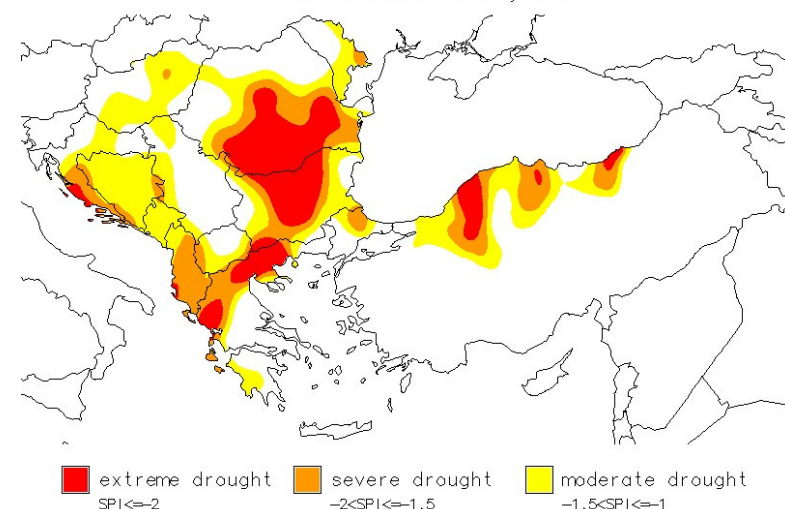 extreme drought
SPI<=-2
severe drought
-2<SPI<=-1.5
moderate drought
-1.5<SPI<=-1